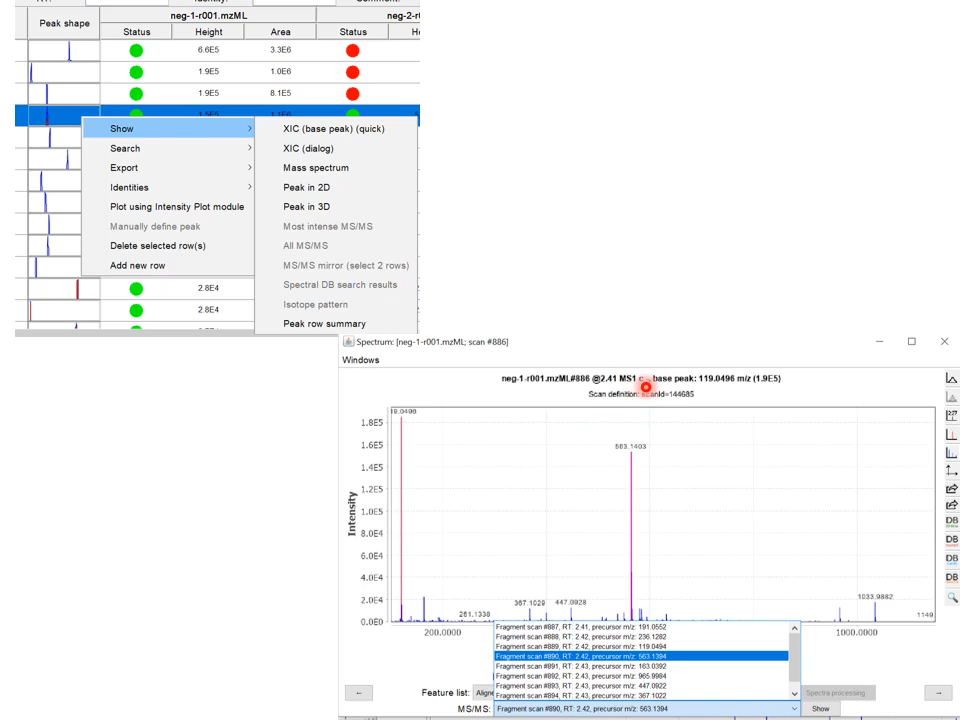 neg-1-r001.mzML
Peak shape
Status Height Area Status
6.6E5 3.3E6
1.9E5 1.0E6
1.9E5 8.1E5
Show
Search
Export
Identities
Plot using Intensity Plot module
Manually define peak
Delete selected row(s)
Add new row
XIC (base peak) (quick)
XIC (dialog)
Mass spectrum
Peak in 2D
Peak in 3D
Most intense MS/MS
All MS/MS
MS/MS mirror (select 2 rows)
Spectral DB search results
Isotope pattern
Peak row summary
2.8E4
2.8E4
Spectrum: [neg-1-r001.mzML; scan #886]
Windows
neg-1-r001.mzML#886 @2.41 MS1 c base peak: 119.0496 m/z (1.9E5)
Scan definition: scanId=144685
19.0496
563.1403
1.8E5
1.6E5
1.4E5
1.2E5
1.0E5
8.0E4
6.0E4
4.0E4
2.0E4
0.0E0
Intensity
261.1338
367.1029
447.0928
1033.9882
1149
200.0000
1000.0000
Fragment scan #887, RT: 2.41, precursor m/z: 191.0552
Fragment scan #888, RT: 2.42, precursor m/z: 236.1282
Fragment scan #889, RT: 2.42, precursor m/z: 119.0494
Fragment scan #890, RT: 2.42, precursor m/z: 563.1394
Fragment scan #891, RT: 2.43, precursor m/z: 163.0392
Fragment scan #892, RT: 2.43, precursor m/z: 965.9984
Fragment scan #893, RT: 2.43, precursor m/z: 447.0922
Fragment scan #894, RT: 2.43, precursor m/z: 367.1022
Feature list: Aligne
Spectra processing
MS/MS: Fragment scan #890, RT: 2.42, precursor m/z: 563.1394 Show
DB
DB
DB
DB